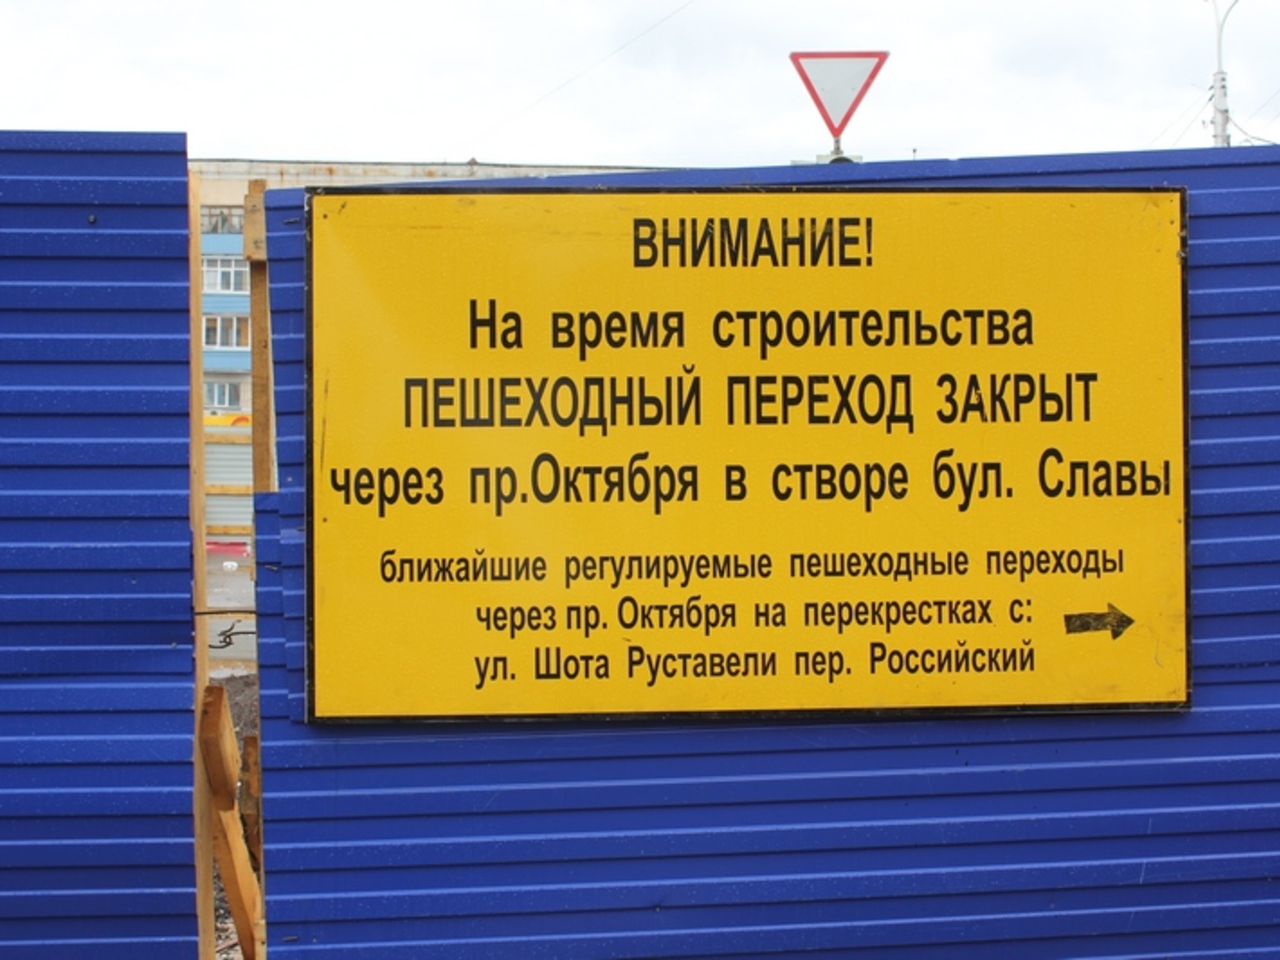 ВНИМАНИЕ!
На время строительства
ПЕШЕХОДНЫЙ ПЕРЕХОД ЗАКРЫТ
через пр.Октября в створе бул. Славы
ближайшие регулируемые пешеходные переходы
через пр. Октября на перекрестках с:
ул. Шота Руставели пер. Российский